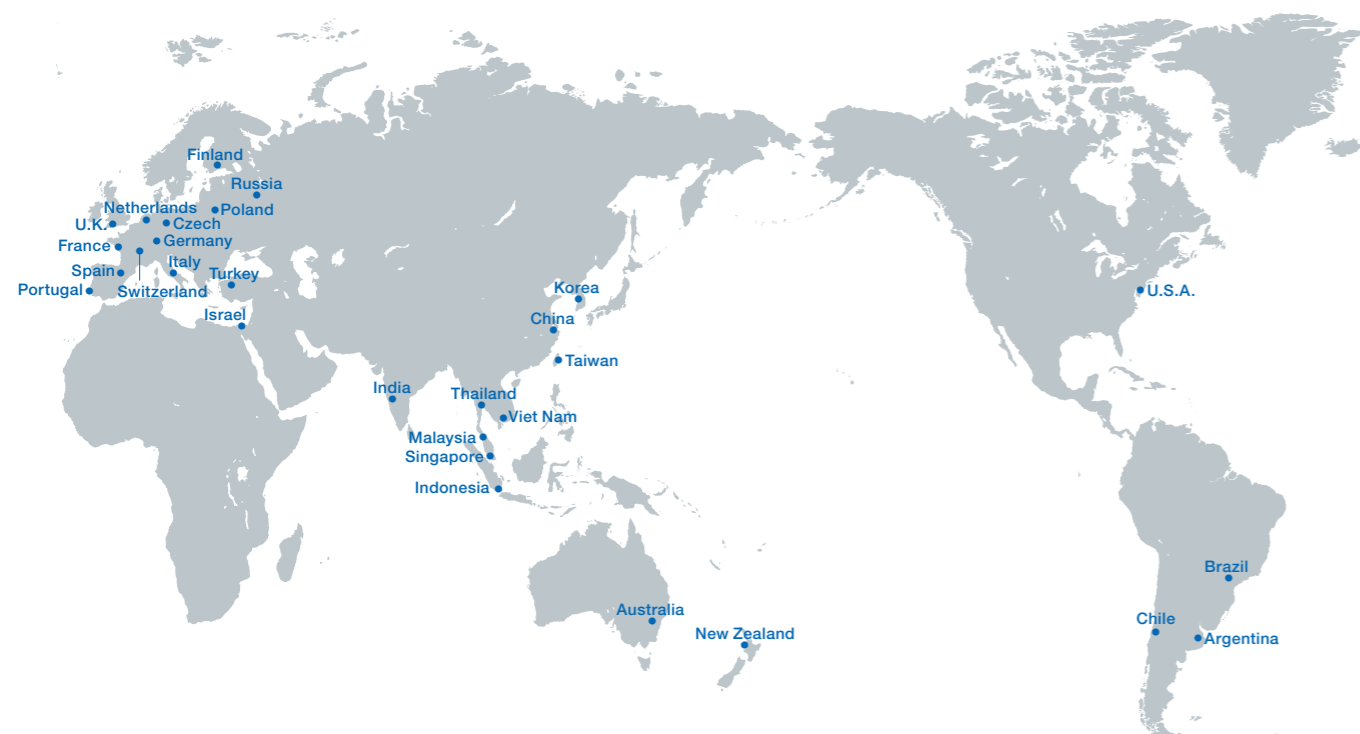 Finland
Russia
Netherlands
Poland
U.K.
Czech
France
Germany
Spain
Italy
Turkey
Portugal
Switzerland
Israel
Korea
China
Taiwan
India
Thailand
Viet Nam
Malaysia
Singapore
Indonesia
Australia
New Zealand
U.S.A.
Brazil
Chile
Argentina